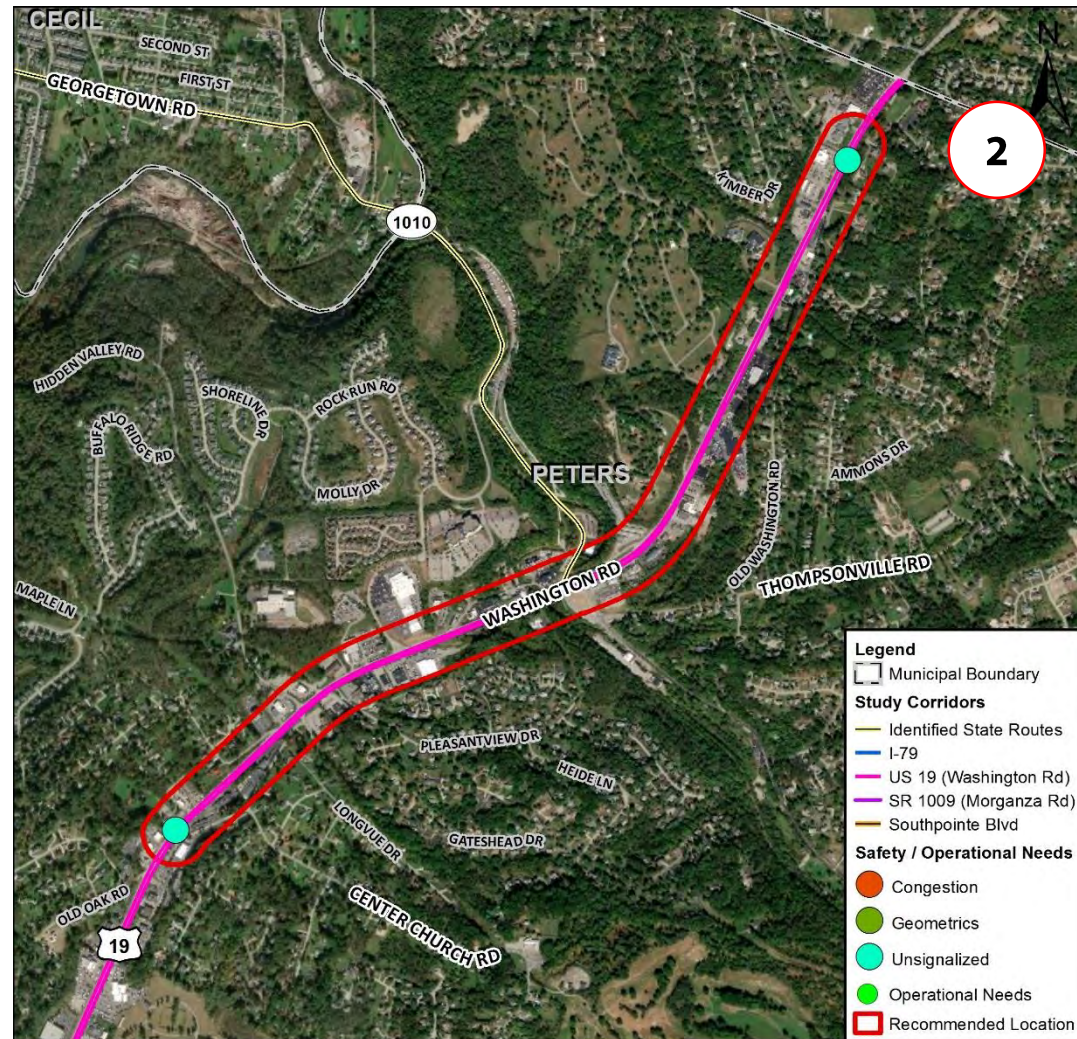 CECIL
SECOND ST
FIRST ST
GEORGETOWN RD
N
2
KIMBER DR
1010
HIDDEN VALLEY RD
SHORELINE DR
ROCK RUN RD
BUFFALO RIDGE RD
MOLLY DR
PETERS
AMMONS DR
OLD WASHINGTON RD
THOMPSONVILLE RD
WASHINGTON RD
MAPLE LN
PLEASANTVIEW DR
HEIDE LN
LONGVUE DR
GATESHEAD DR
OLD OAK RD
CENTER CHURCH RD
19
Legend
Municipal Boundary
Study Corridors
Identified State Routes
I-79
US 19 (Washington Rd)
SR 1009 (Morganza Rd)
Southpointe Blvd
Safety / Operational Needs
Congestion
Geometrics
Unsignalized
Operational Needs
Recommended Location